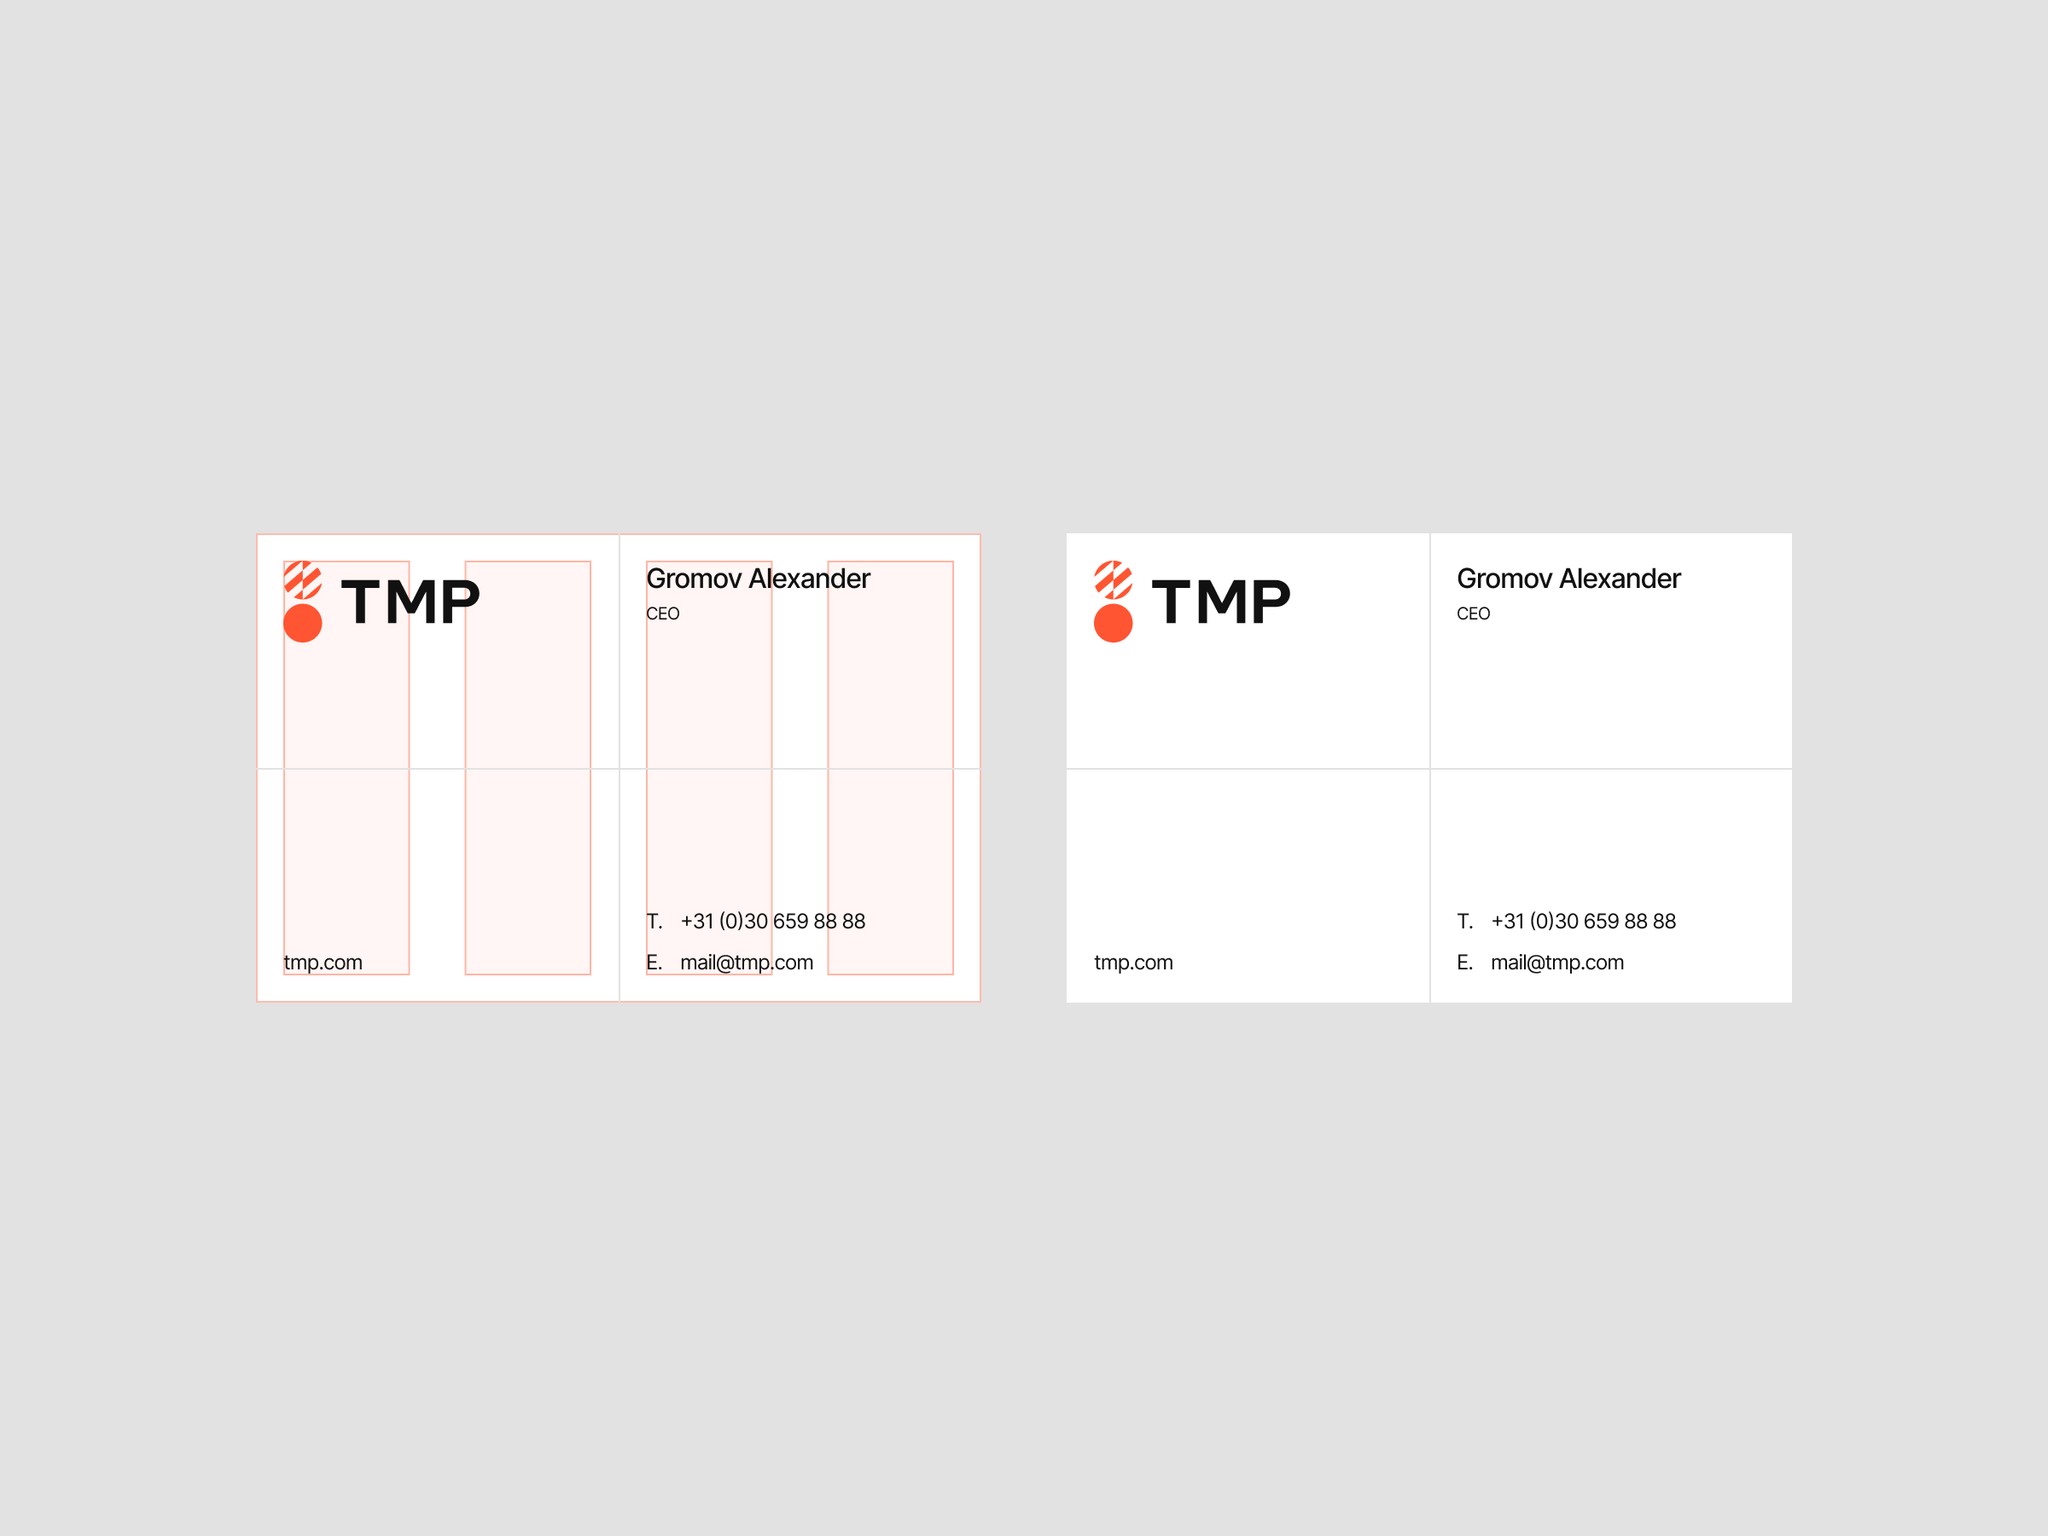 TMP
Gromov Alexander
CEO
T. +31 (0)30 659 88 88
tmp.com
E. mail@tmp.com
TMP
Gromov Alexander
CEO
T. +31 (0)30 659 88 88
tmp.com
E. mail@tmp.com